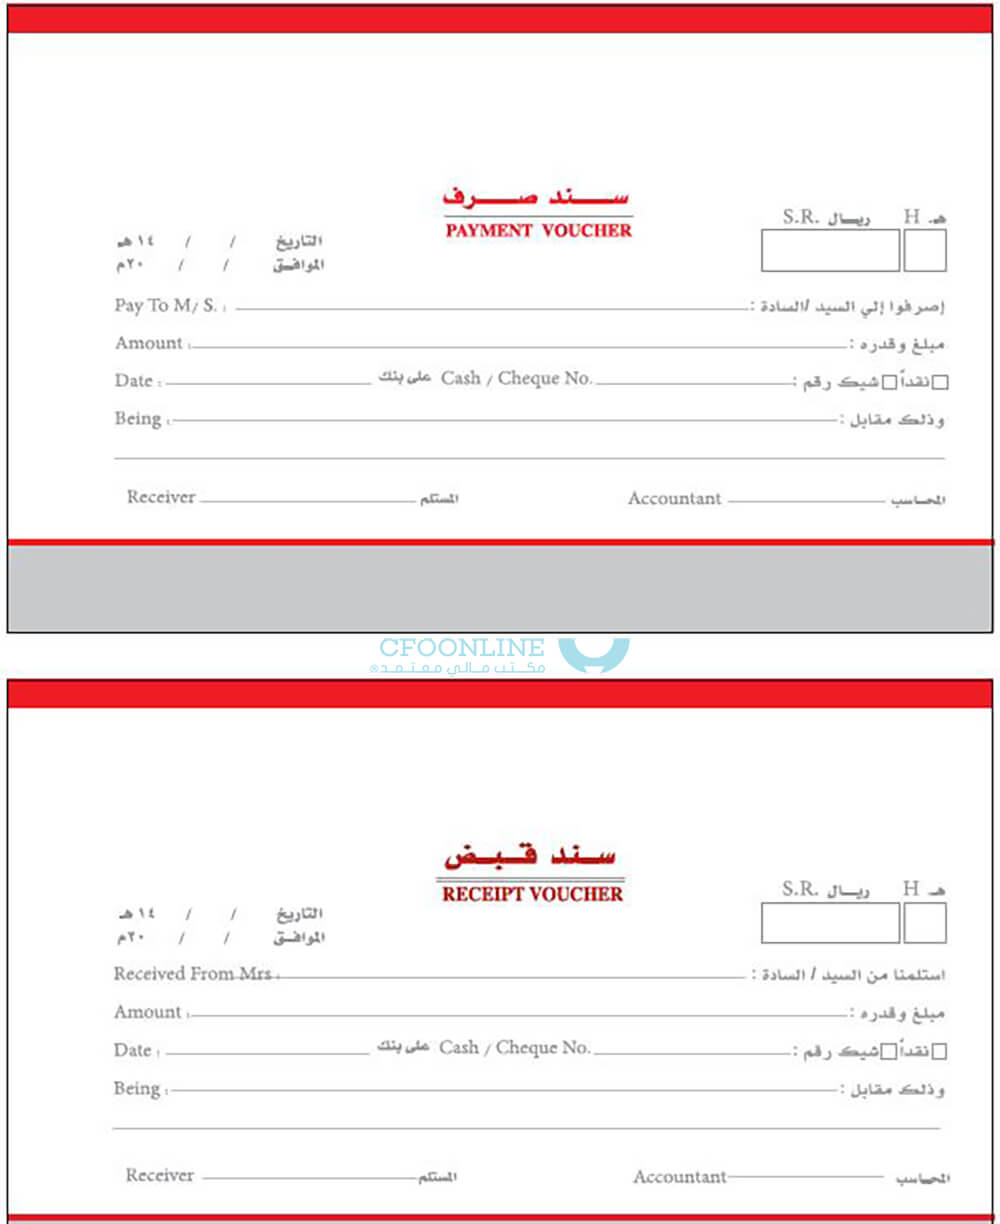 سند صرف
PAYMENT VOUCHER
S.R. ريال H هـ
التاريخ / / ١٤ هـ
الموافق / / ٢٠م
Pay To M/ S. : إصرفوا إلي السيد /السادة :
Amount : مبلغ وقدره :
Date : على بنك Cash / Cheque No. نقداً شيك رقم :
Being : وذلك مقابل :
Receiver المستلم Accountant المحاسب
CFOONLINE
مكتب مالي معتمد®
سند قبض
RECEIPT VOUCHER
S.R. ريال H هـ
التاريخ / / ١٤ هـ
الموافق / / ٢٠م
Received From Mrs : استلمنا من السيد / السادة :
Amount : مبلغ وقدره :
Date : على بنك Cash / Cheque No. نقداً شيك رقم :
Being : وذلك مقابل :
Receiver المستلم Accountant المحاسب